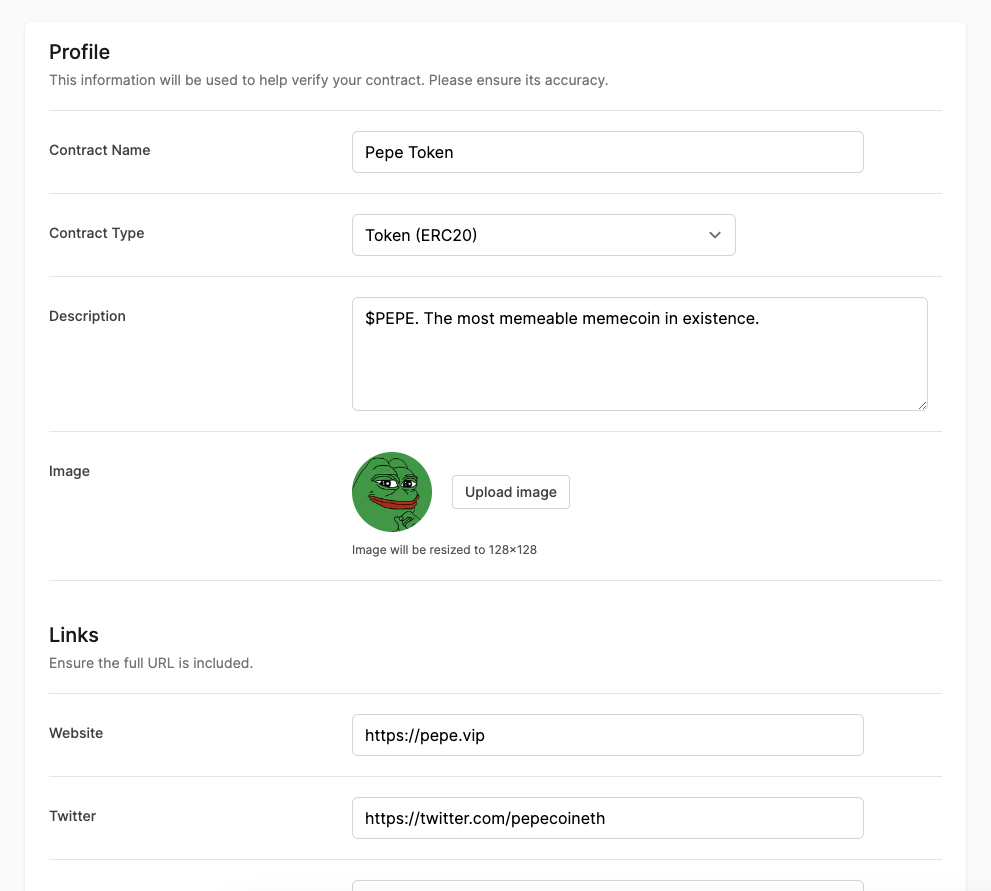 Profile
This information will be used to help verify your contract. Please ensure its accuracy.
Contract Name
Pepe Token
Contract Type
Token (ERC20)
Description
$PEPE. The most memeable memecoin in existence.
Image
Upload image
Image will be resized to 128×128
Links
Ensure the full URL is included.
Website
https://pepe.vip
Twitter
https://twitter.com/pepecoineth